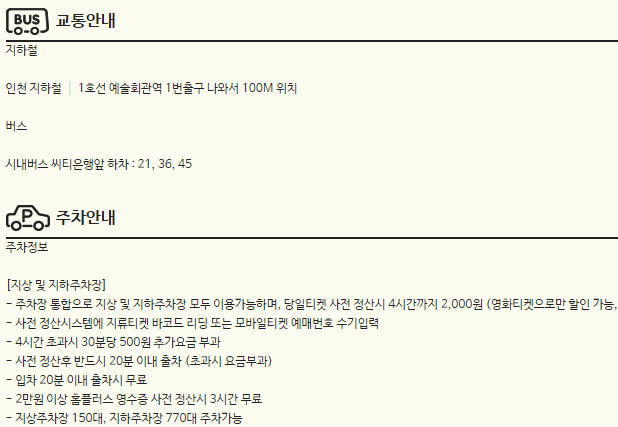 BUS 교통안내
지하철
인천 지하철 | 1호선 예술회관역 1번출구 나와서 100M 위치
버스
시내버스 씨티은행앞 하차 : 21, 36, 45
P 주차안내
주차정보
[지상 및 지하주차장]
- 주차장 통합으로 지상 및 지하주차장 모두 이용가능하며, 당일티켓 사전 정산시 4시간까지 2,000원 (영화티켓으로만 할인 가능,
- 사전 정산시스템에 지류티켓 바코드 리딩 또는 모바일티켓 예매번호 수기입력
- 4시간 초과시 30분당 500원 추가요금 부과
- 사전 정산후 반드시 20분 이내 출차 (초과시 요금부과)
- 입차 20분 이내 출차시 무료
- 2만원 이상 홈플러스 영수증 사전 정산시 3시간 무료
- 지상주차장 150대, 지하주차장 770대 주차가능